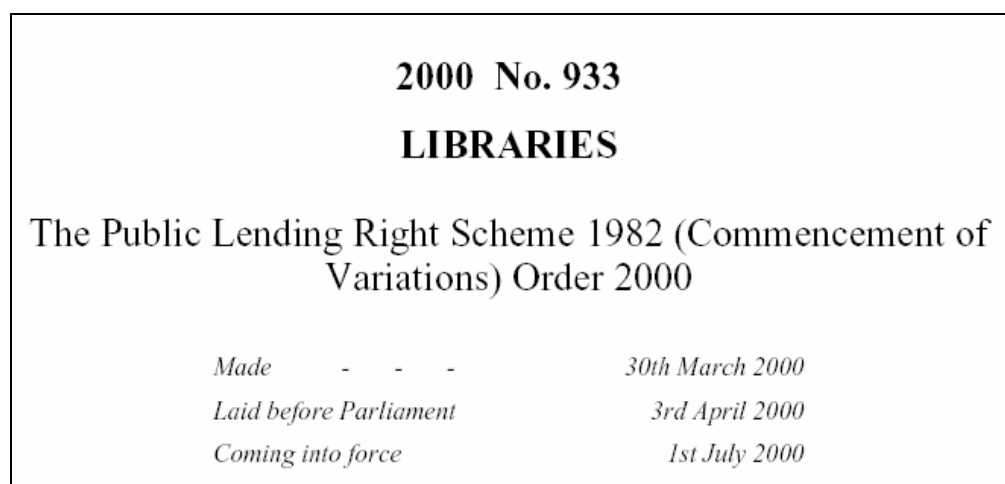 2000 No. 933
LIBRARIES
The Public Lending Right Scheme 1982 (Commencement of
Variations) Order 2000
Made - - - 30th March 2000
Laid before Parliament 3rd April 2000
Coming into force 1st July 2000